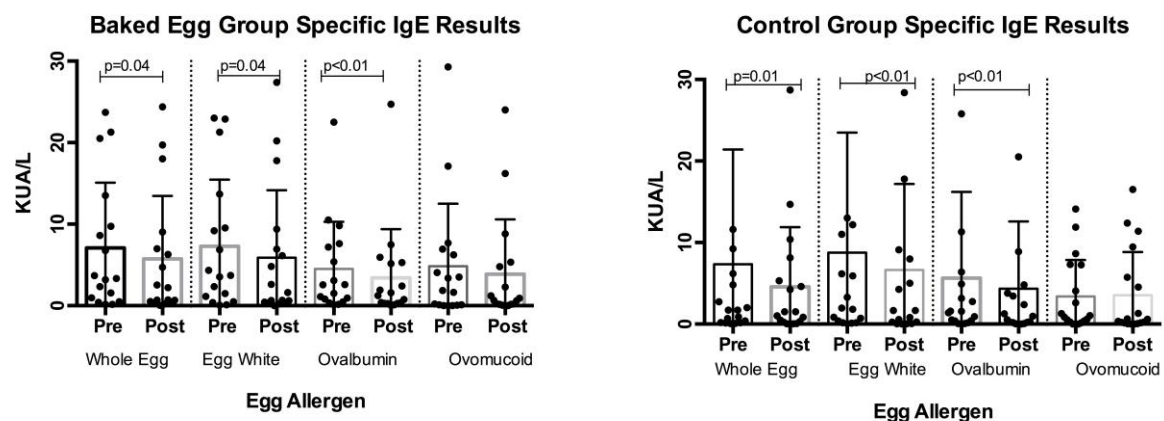 Baked Egg Group Specific IgE Results
p=0.04
p=0.04
p<0.01
30
20
10
0
KUA/L
Pre Post Pre Post Pre Post Pre Post
Whole Egg Egg White Ovalbumin Ovomucoid
Egg Allergen
Control Group Specific IgE Results
p=0.01
p<0.01
p<0.01
30
20
10
0
KUA/L
Pre Post Pre Post Pre Post Pre Post
Whole Egg Egg White Ovalbumin Ovomucoid
Egg Allergen